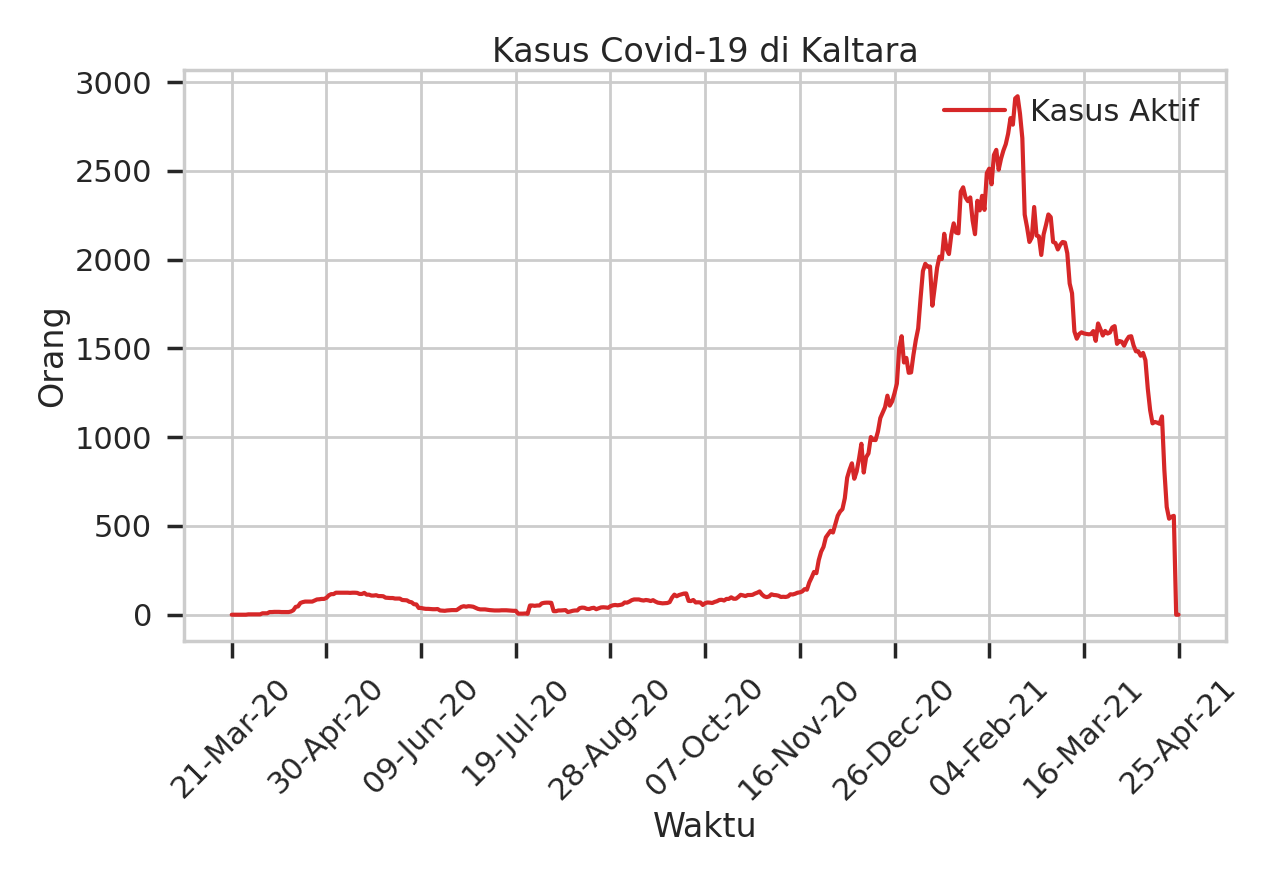 Kasus Covid-19 di Kaltara
Kasus Aktif
3000
2500
2000
1500
1000
500
0
Orang
21-Mar-20
30-Apr-20
09-Jun-20
19-Jul-20
28-Aug-20
07-Oct-20
16-Nov-20
26-Dec-20
04-Feb-21
16-Mar-21
25-Apr-21
Waktu